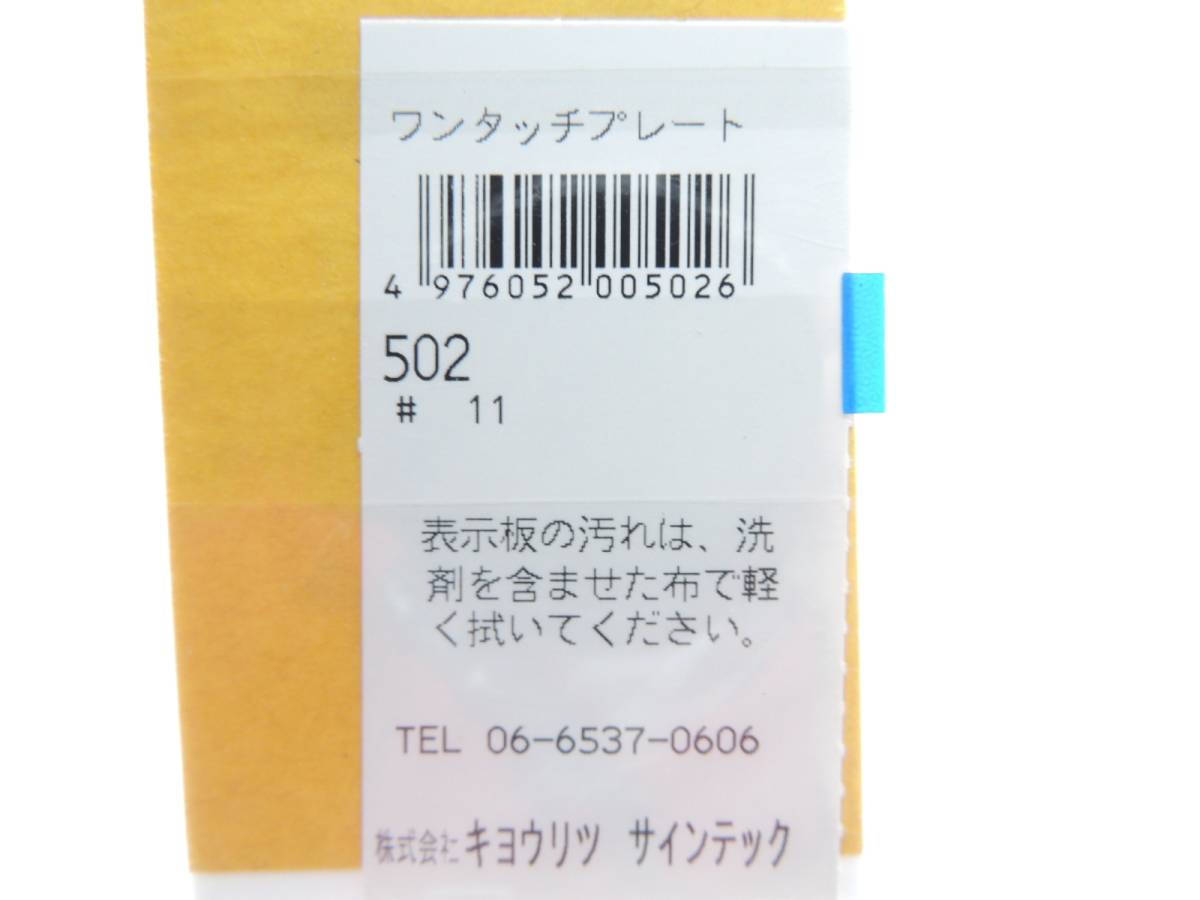 ワンタッチプレート
4 976052 005026
502
# 11
表示板の汚れは、洗
剤を含ませた布で軽
く拭いてください。
TEL 06-6537-0606
株式会社キョウリツ サインテック